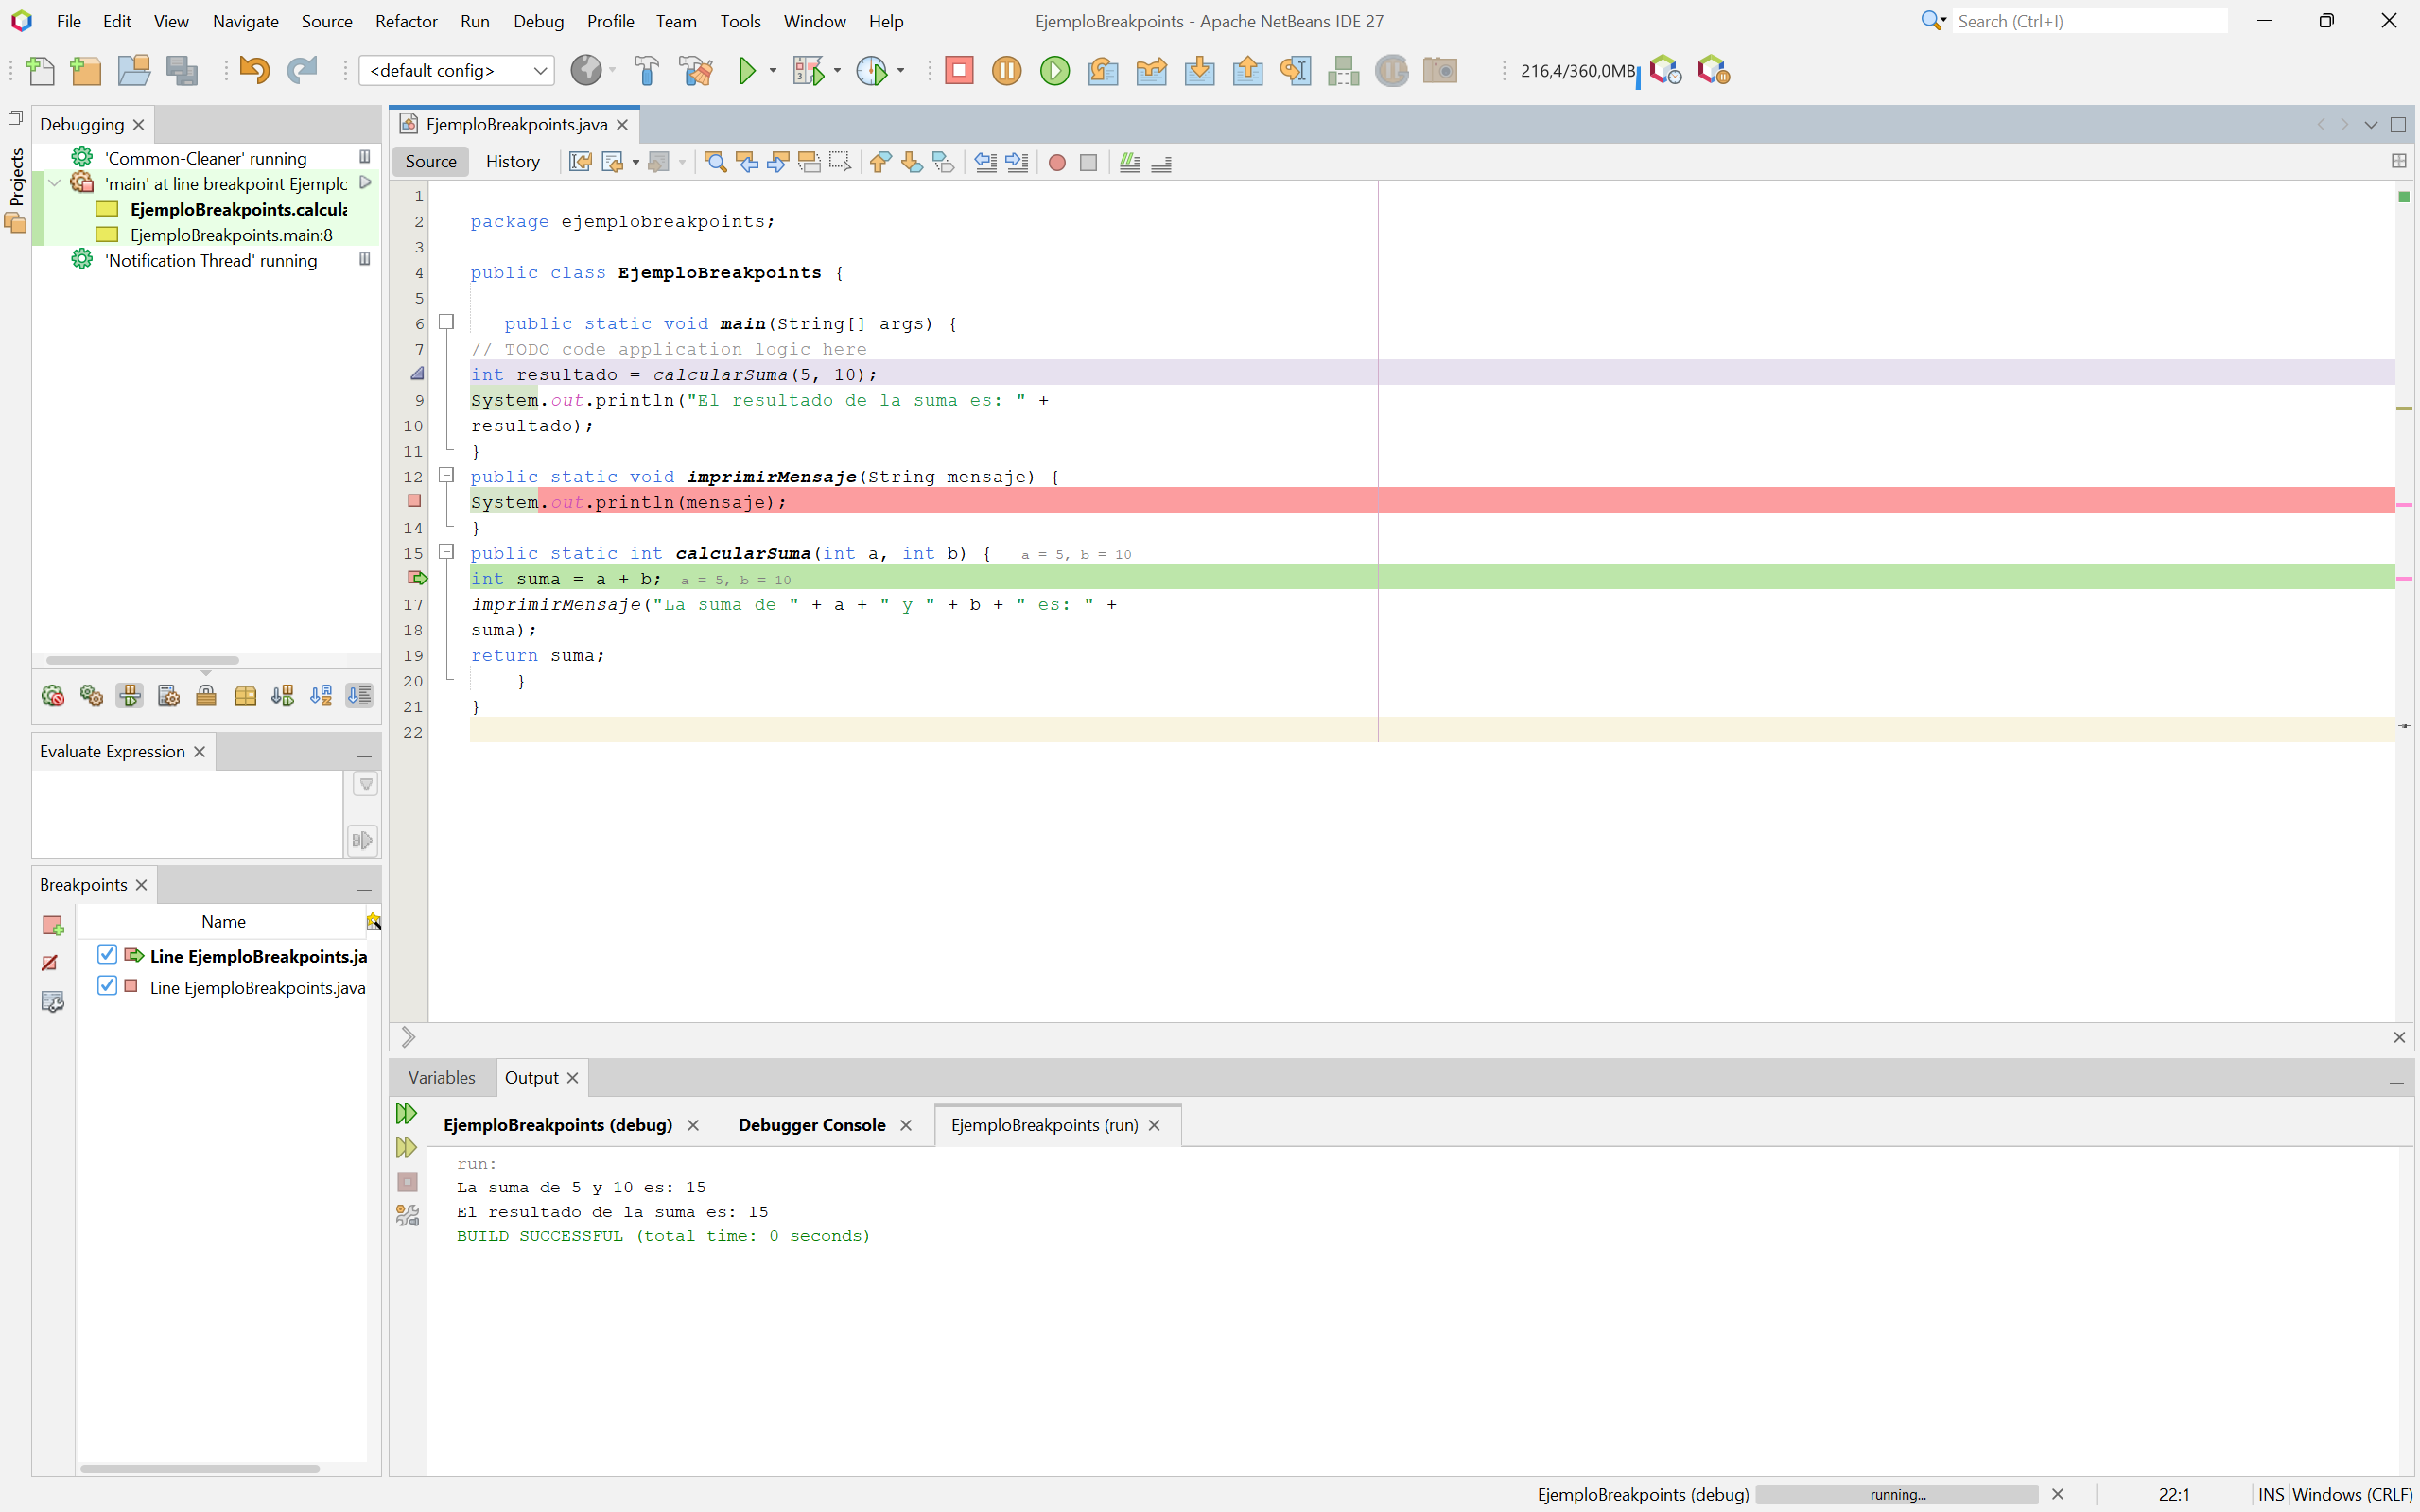 File Edit View Navigate Source Refactor Run Debug Profile Team Tools Window Help
EjemploBreakpoints - Apache NetBeans IDE 27
Search (Ctrl+I)
<default config>
216,4/360,0MB
Projects
Debugging
'Common-Cleaner' running
'main' at line breakpoint Ejemplo
EjemploBreakpoints.calcula
EjemploBreakpoints.main:8
'Notification Thread' running
Evaluate Expression
Breakpoints
Name
Line EjemploBreakpoints.ja
Line EjemploBreakpoints.java
EjemploBreakpoints.java
Source History
1
2 package ejemplobreakpoints;
3
4 public class EjemploBreakpoints {
5
6 public static void main(String[] args) {
7 // TODO code application logic here
int resultado = calcularSuma(5, 10);
9 System.out.println("El resultado de la suma es: " +
10 resultado);
11 }
12 public static void imprimirMensaje(String mensaje) {
System.out.println(mensaje);
14 }
15 public static int calcularSuma(int a, int b) { a = 5, b = 10
int suma = a + b; a = 5, b = 10
17 imprimirMensaje("La suma de " + a + " y " + b + " es: " +
18 suma);
19 return suma;
20 }
21 }
22
Variables Output
EjemploBreakpoints (debug) Debugger Console EjemploBreakpoints (run)
run:
La suma de 5 y 10 es: 15
El resultado de la suma es: 15
BUILD SUCCESSFUL (total time: 0 seconds)
EjemploBreakpoints (debug) running... 22:1 INS Windows (CRLF)